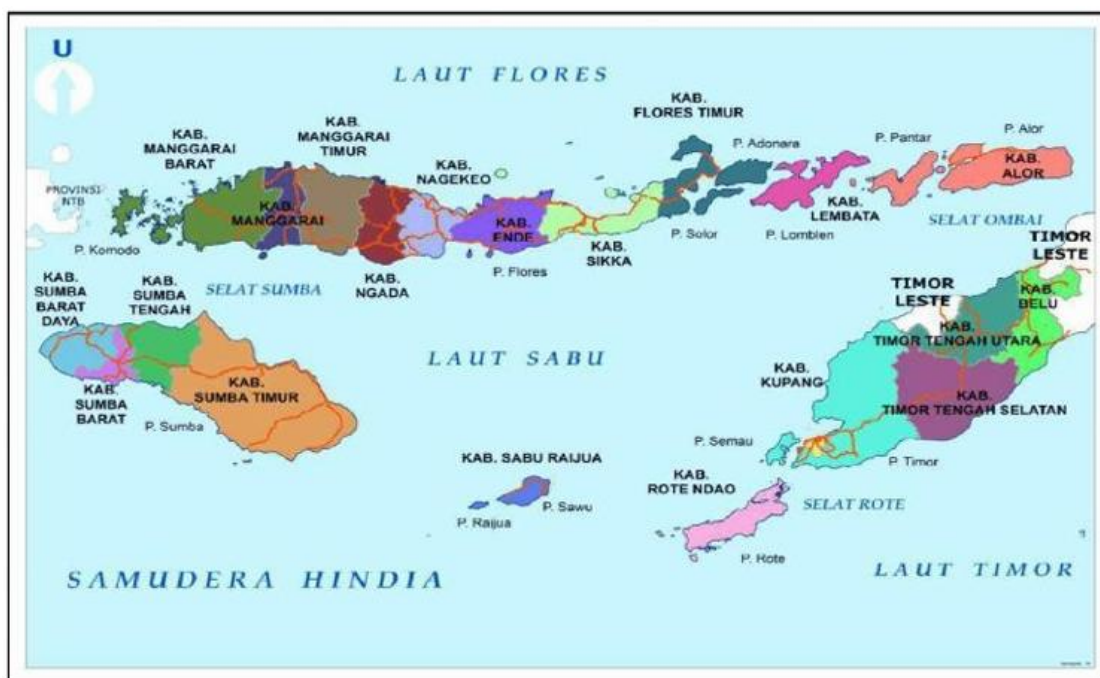 U
LAUT FLORES
KAB.
FLORES TIMUR
KAB.
MANGGARAI
BARAT
KAB.
MANGGARAI
TIMUR
KAB.
NAGEKEO
P. Adonara
P. Pantar
P. Alor
KAB.
ALOR
PROVINSI
NTB
KAB.
MANGGARAI
KAB.
ENDE
KAB.
LEMBATA
SELAT OMBAI
P. Komodo
KAB.
NGADA
P. Flores
KAB.
SIKKA
P. Solor
P. Lomblen
TIMOR
LESTE
KAB.
SUMBA
BARAT
DAYA
KAB.
SUMBA
TENGAH
SELAT SUMBA
TIMOR
LESTE
KAB.
BELU
LAUT SABU
KAB.
TIMOR TENGAH UTARA
KAB.
KUPANG
KAB.
SUMBA
BARAT
KAB.
SUMBA TIMUR
KAB.
TIMOR TENGAH SELATAN
P. Sumba
P. Semau
P. Timor
KAB. SABU RAIJUA
KAB.
ROTE NDAO
SELAT ROTE
P. Raijua
P. Sawu
P. Rote
SAMUDERA HINDIA
LAUT TIMOR